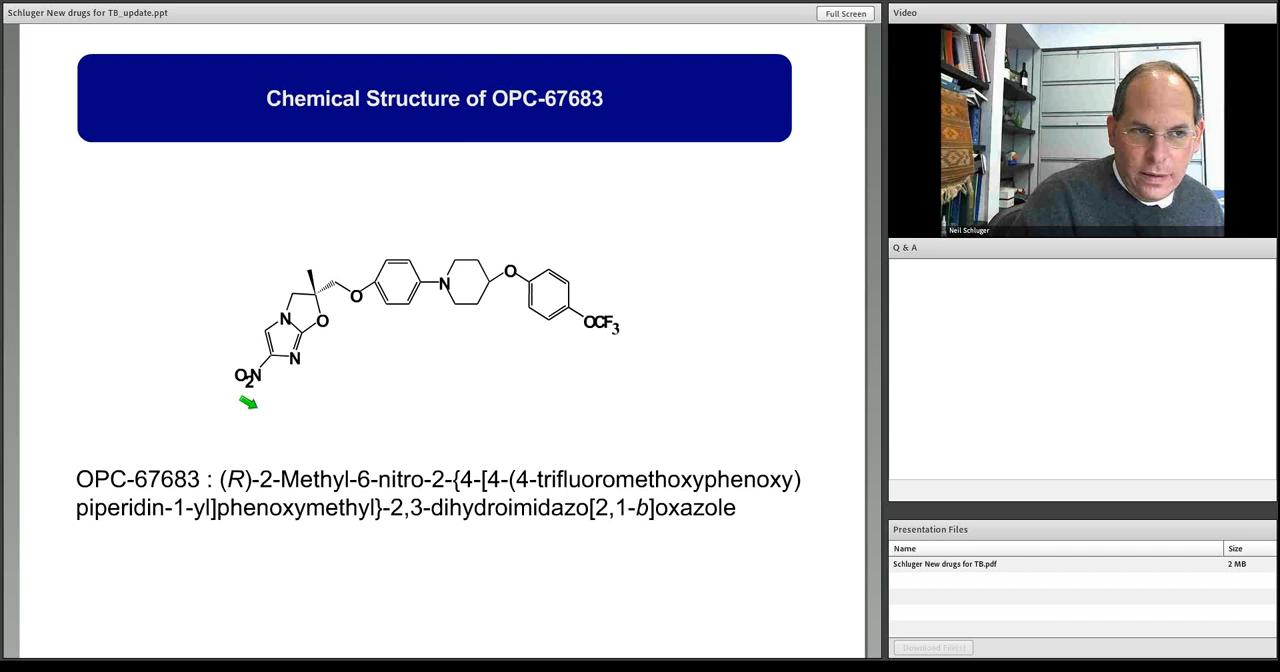 Schluger New drugs for TB_update.ppt
Full Screen
Chemical Structure of OPC-67683
N
O
N
O2N
O
N
O
OCF3
OPC-67683 : (R)-2-Methyl-6-nitro-2-{4-[4-(4-trifluoromethoxyphenoxy)
piperidin-1-yl]phenoxymethyl}-2,3-dihydroimidazo[2,1-b]oxazole
Video
Neil Schluger
Q & A
Presentation Files
Name Size
Schluger New drugs for TB.pdf 2 MB
Download File(s)